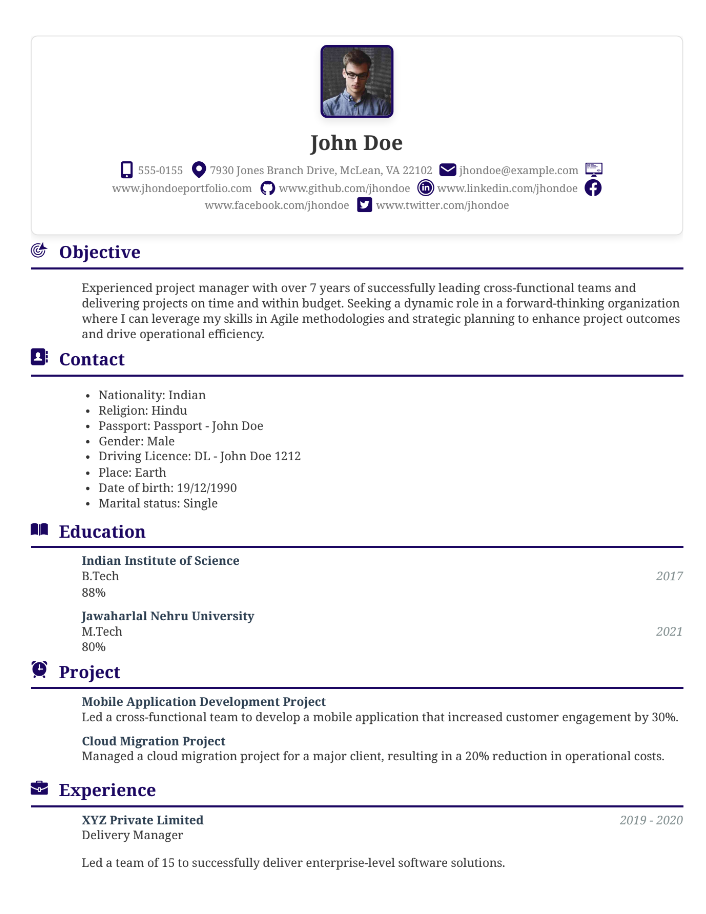 John Doe
555-0155 7930 Jones Branch Drive, McLean, VA 22102 jhondoe@example.com
www.jhondoeportfolio.com www.github.com/jhondoe www.linkedin.com/jhondoe
www.facebook.com/jhondoe www.twitter.com/jhondoe
Objective
Experienced project manager with over 7 years of successfully leading cross-functional teams and
delivering projects on time and within budget. Seeking a dynamic role in a forward-thinking organization
where I can leverage my skills in Agile methodologies and strategic planning to enhance project outcomes
and drive operational efficiency.
Contact
• Nationality: Indian
• Religion: Hindu
• Passport: Passport - John Doe
• Gender: Male
• Driving Licence: DL - John Doe 1212
• Place: Earth
• Date of birth: 19/12/1990
• Marital status: Single
Education
Indian Institute of Science
B.Tech 2017
88%
Jawaharlal Nehru University
M.Tech 2021
80%
Project
Mobile Application Development Project
Led a cross-functional team to develop a mobile application that increased customer engagement by 30%.
Cloud Migration Project
Managed a cloud migration project for a major client, resulting in a 20% reduction in operational costs.
Experience
XYZ Private Limited 2019 - 2020
Delivery Manager
Led a team of 15 to successfully deliver enterprise-level software solutions.